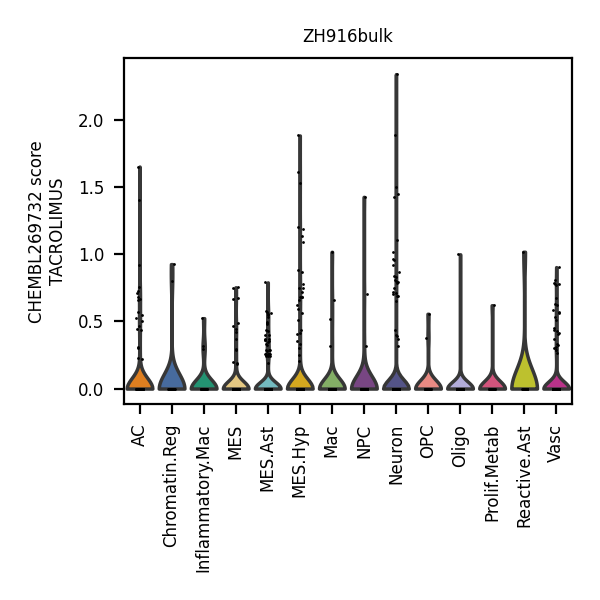 ZH916bulk
CHEMBL269732 score
TACROLIMUS
2.0
1.5
1.0
0.5
0.0
AC
Chromatin.Reg
Inflammatory.Mac
MES
MES.Ast
MES.Hyp
Mac
NPC
Neuron
OPC
Oligo
Prolif.Metab
Reactive.Ast
Vasc